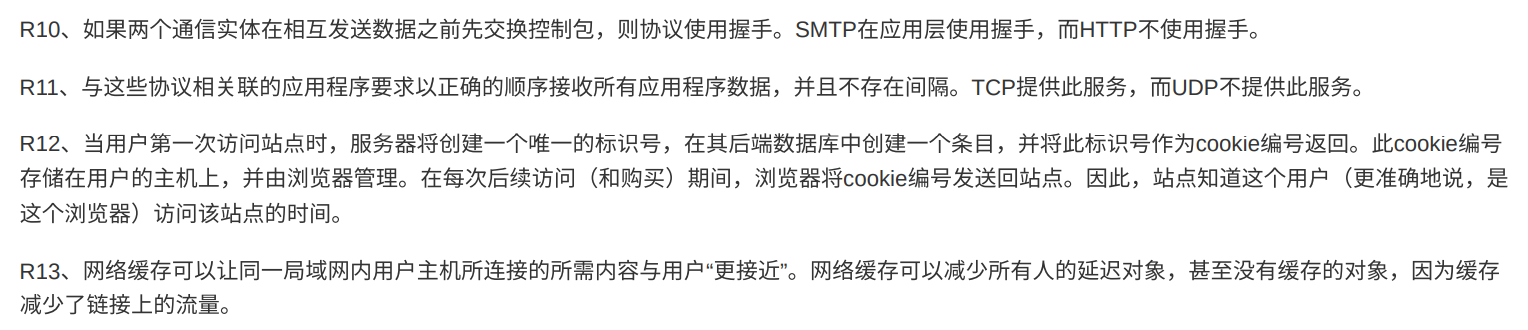 R10、如果两个通信实体在相互发送数据之前先交换控制包，则协议使用握手。SMTP在应用层使用握手，而HTTP不使用握手。
R11、与这些协议相关联的应用程序要求以正确的顺序接收所有应用程序数据，并且不存在间隔。TCP提供此服务，而UDP不提供此服务。
R12、当用户第一次访问站点时，服务器将创建一个唯一的标识号，在其后端数据库中创建一个条目，并将此标识号作为cookie编号返回。此cookie编号
存储在用户的主机上，并由浏览器管理。在每次后续访问（和购买）期间，浏览器将cookie编号发送回站点。因此，站点知道这个用户（更准确地说，是
这个浏览器）访问该站点的时间。
R13、网络缓存可以让同一局域网内用户主机所连接的所需内容与用户“更接近”。网络缓存可以减少所有人的延迟对象，甚至没有缓存的对象，因为缓存
减少了链接上的流量。